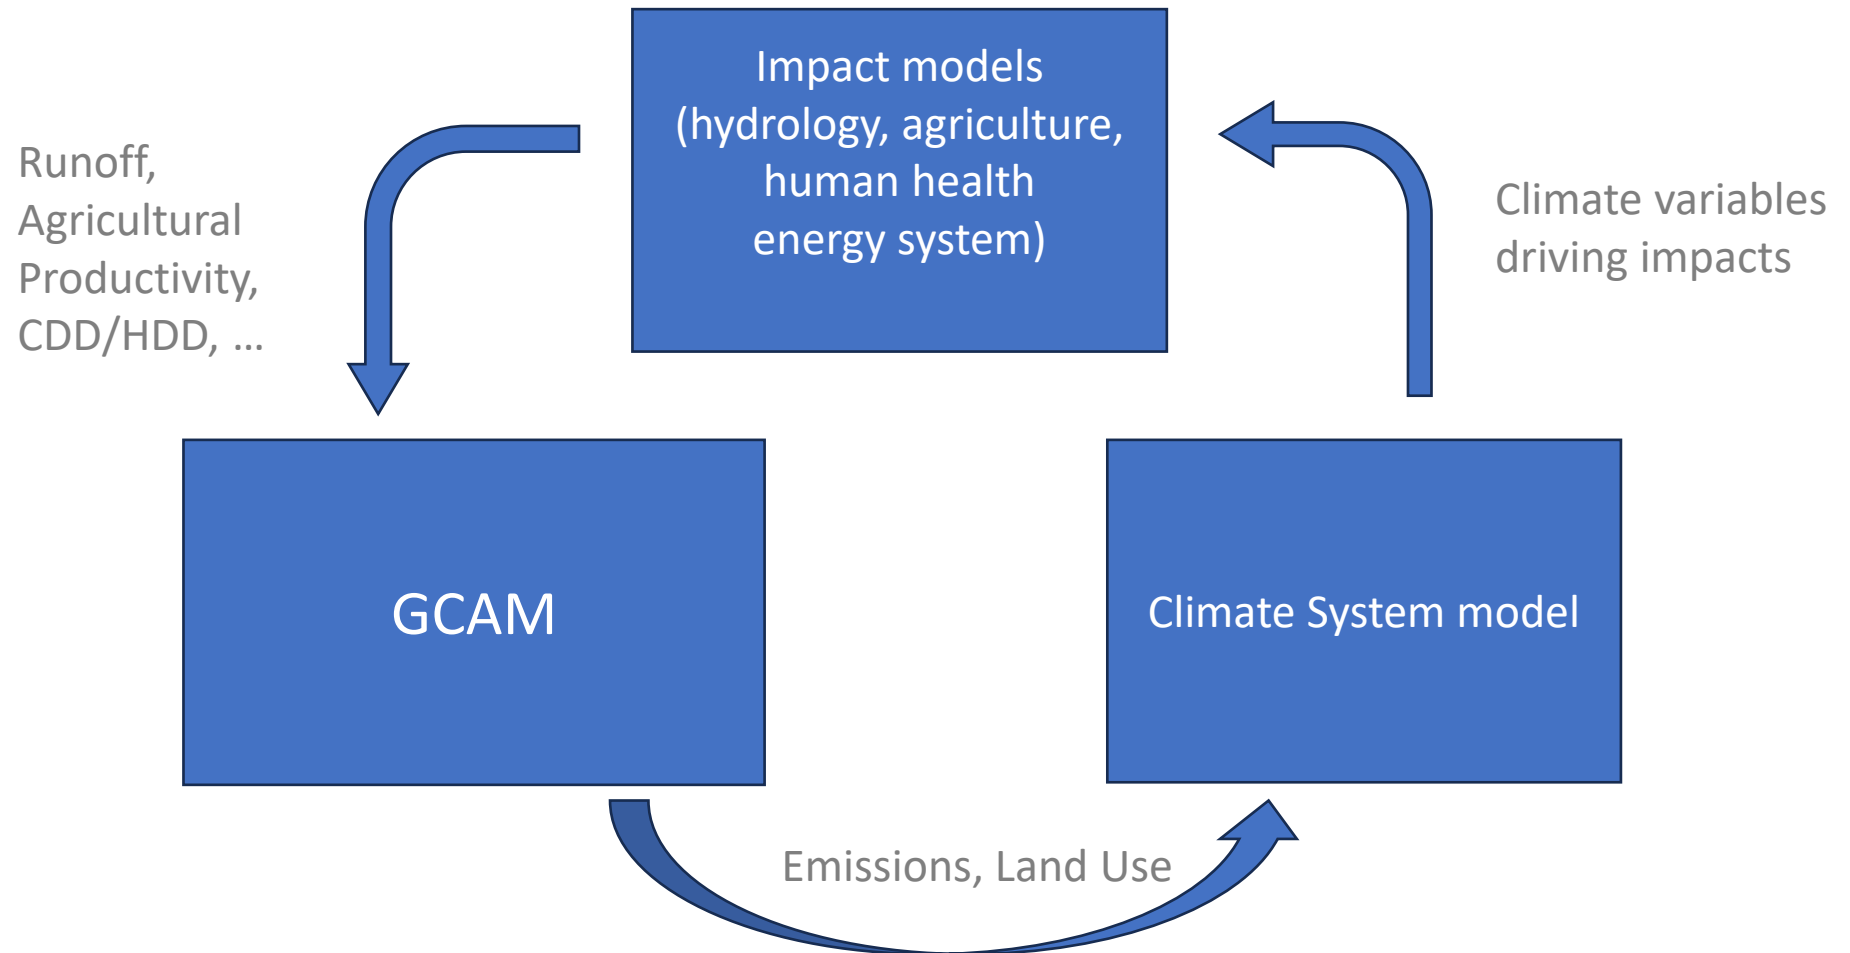 Impact models
(hydrology, agriculture,
human health
energy system)
Runoff,
Agricultural
Productivity,
CDD/HDD, …
Climate variables
driving impacts
GCAM
Climate System model
Emissions, Land Use